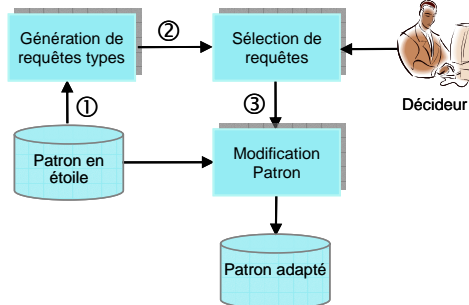 Génération de
requêtes types
②
Sélection de
requêtes
Décideur
①
③
Patron en
étoile
Modification
Patron
Patron adapté